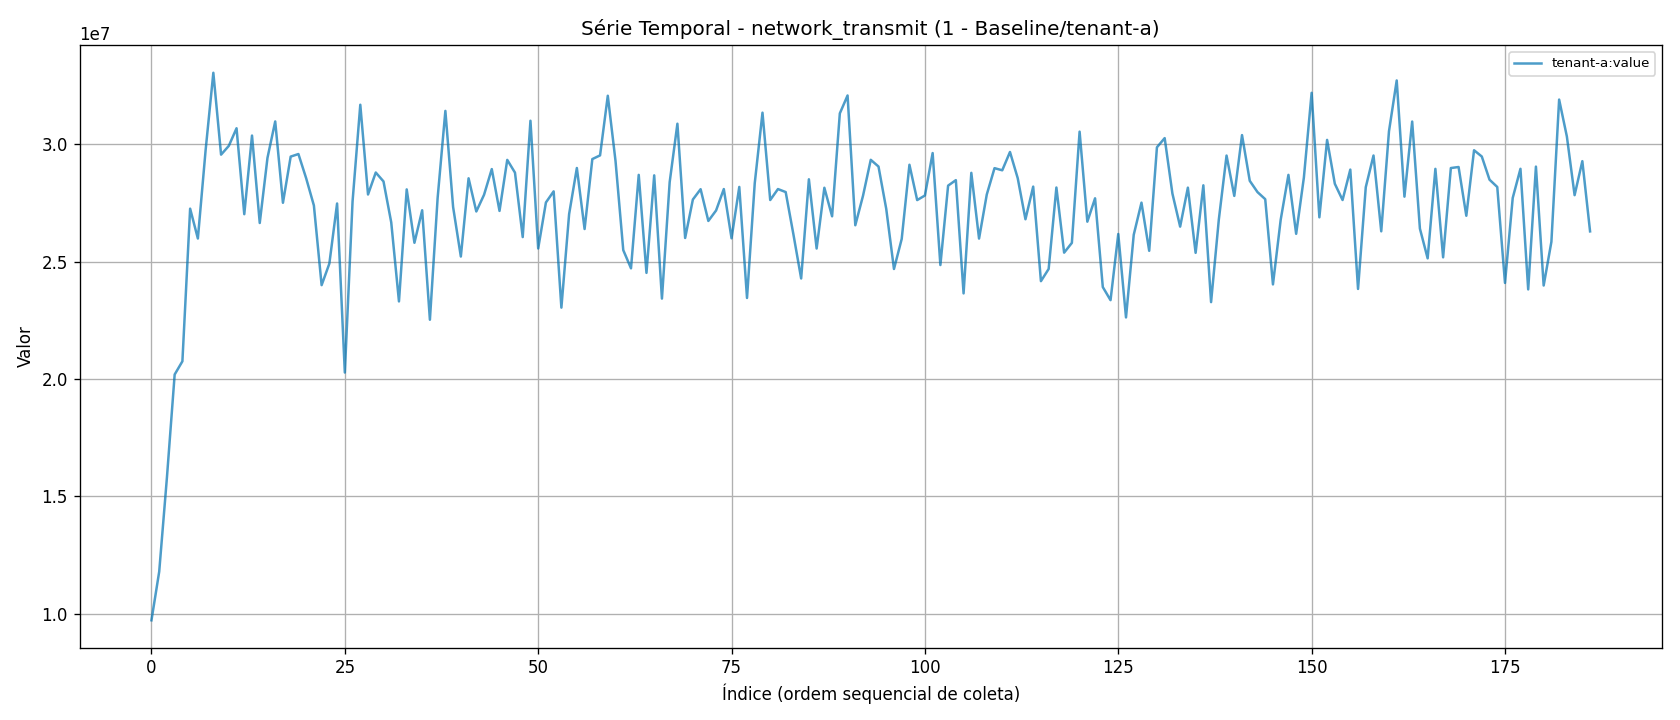 Série Temporal - network_transmit (1 - Baseline/tenant-a)
1e7
tenant-a:value
3.0
2.5
2.0
1.5
1.0
Valor
0 25 50 75 100 125 150 175
Índice (ordem sequencial de coleta)